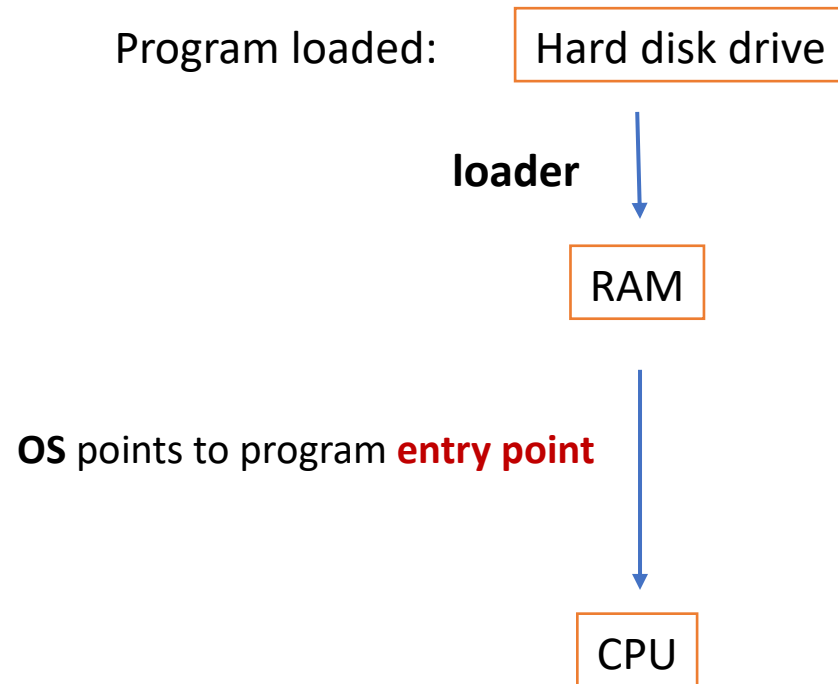 Program loaded: Hard disk drive
loader
RAM
OS points to program entry point
CPU